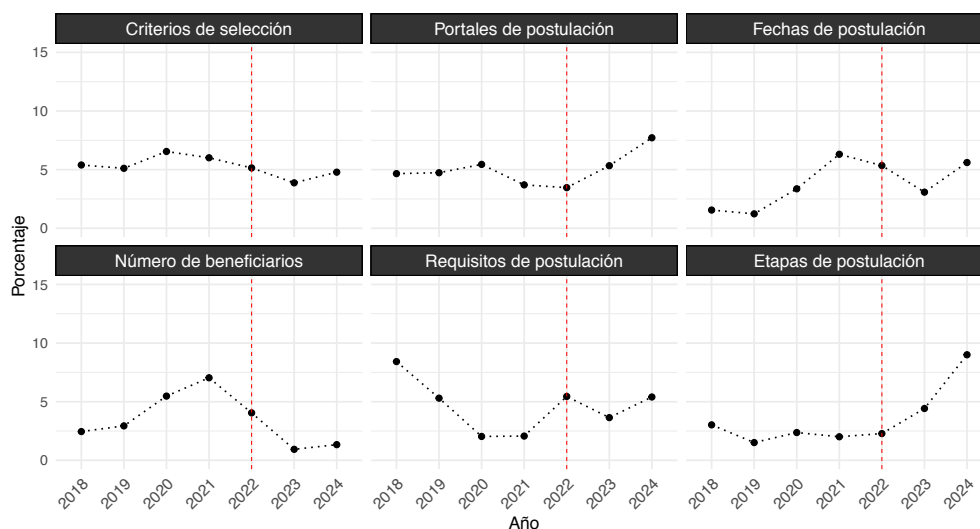 Criterios de selección
Portales de postulación
Fechas de postulación
15
10
5
0
Número de beneficiarios
Requisitos de postulación
Etapas de postulación
15
10
5
0
Porcentaje
2018 2019 2020 2021 2022 2023 2024
2018 2019 2020 2021 2022 2023 2024
2018 2019 2020 2021 2022 2023 2024
Año